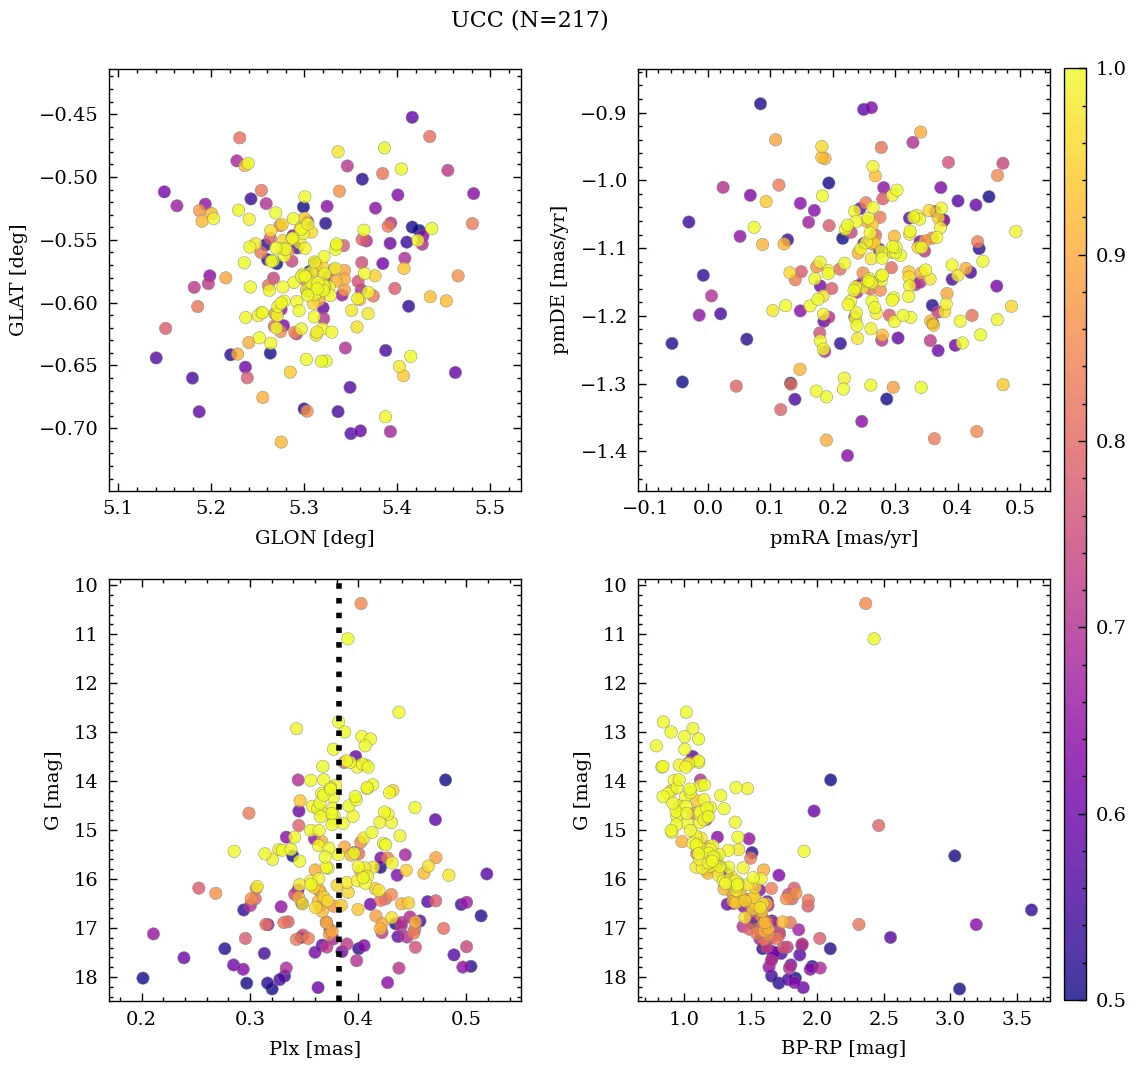 UCC (N=217)
−0.45
−0.50
−0.55
−0.60
−0.65
−0.70
GLAT [deg]
5.1 5.2 5.3 5.4 5.5
GLON [deg]
−0.9
−1.0
−1.1
−1.2
−1.3
−1.4
pmDE [mas/yr]
−0.1 0.0 0.1 0.2 0.3 0.4 0.5
pmRA [mas/yr]
10
11
12
13
14
15
16
17
18
G [mag]
0.2 0.3 0.4 0.5
Plx [mas]
10
11
12
13
14
15
16
17
18
G [mag]
1.0 1.5 2.0 2.5 3.0 3.5
BP-RP [mag]
1.0
0.9
0.8
0.7
0.6
0.5